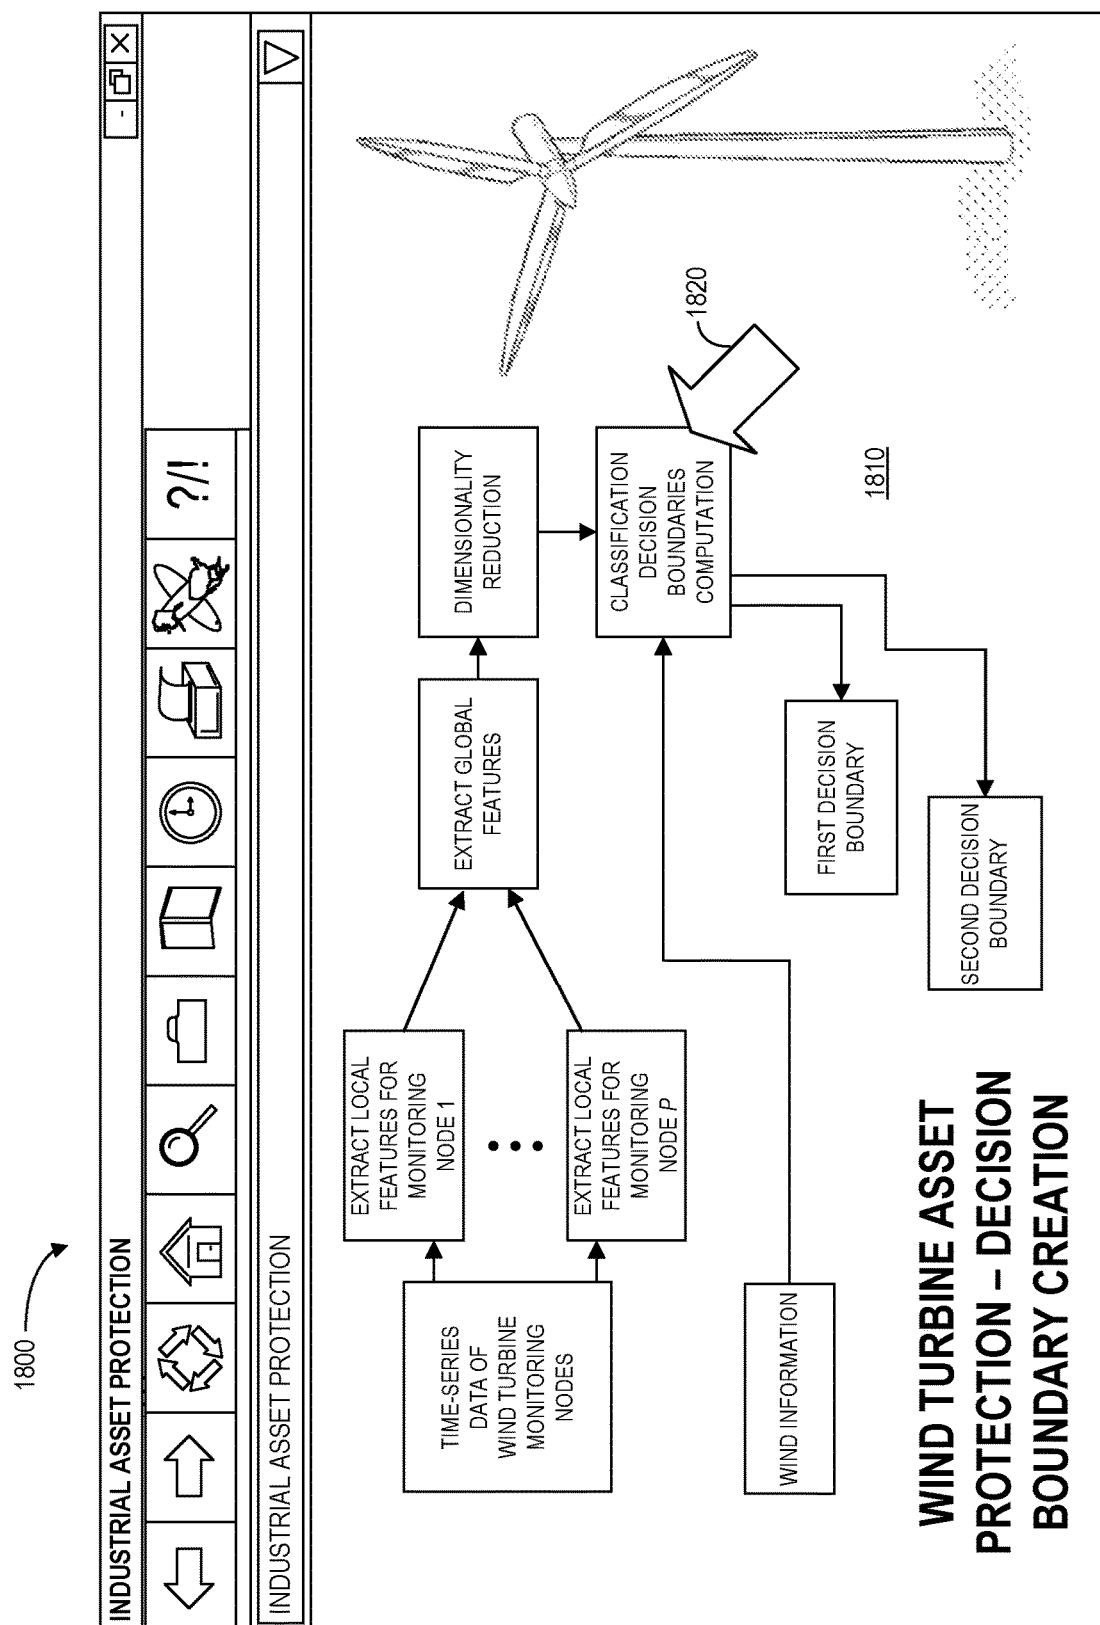 1800
INDUSTRIAL ASSET PROTECTION
- X
?/!
INDUSTRIAL ASSET PROTECTION
TIME-SERIES
DATA OF
WIND TURBINE
MONITORING
NODES
EXTRACT LOCAL
FEATURES FOR
MONITORING
NODE 1
EXTRACT LOCAL
FEATURES FOR
MONITORING
NODE P
EXTRACT GLOBAL
FEATURES
DIMENSIONALITY
REDUCTION
CLASSIFICATION
DECISION
BOUNDARIES
COMPUTATION
1820
WIND INFORMATION
FIRST DECISION
BOUNDARY
SECOND DECISION
BOUNDARY
1810
WIND TURBINE ASSET
PROTECTION – DECISION
BOUNDARY CREATION